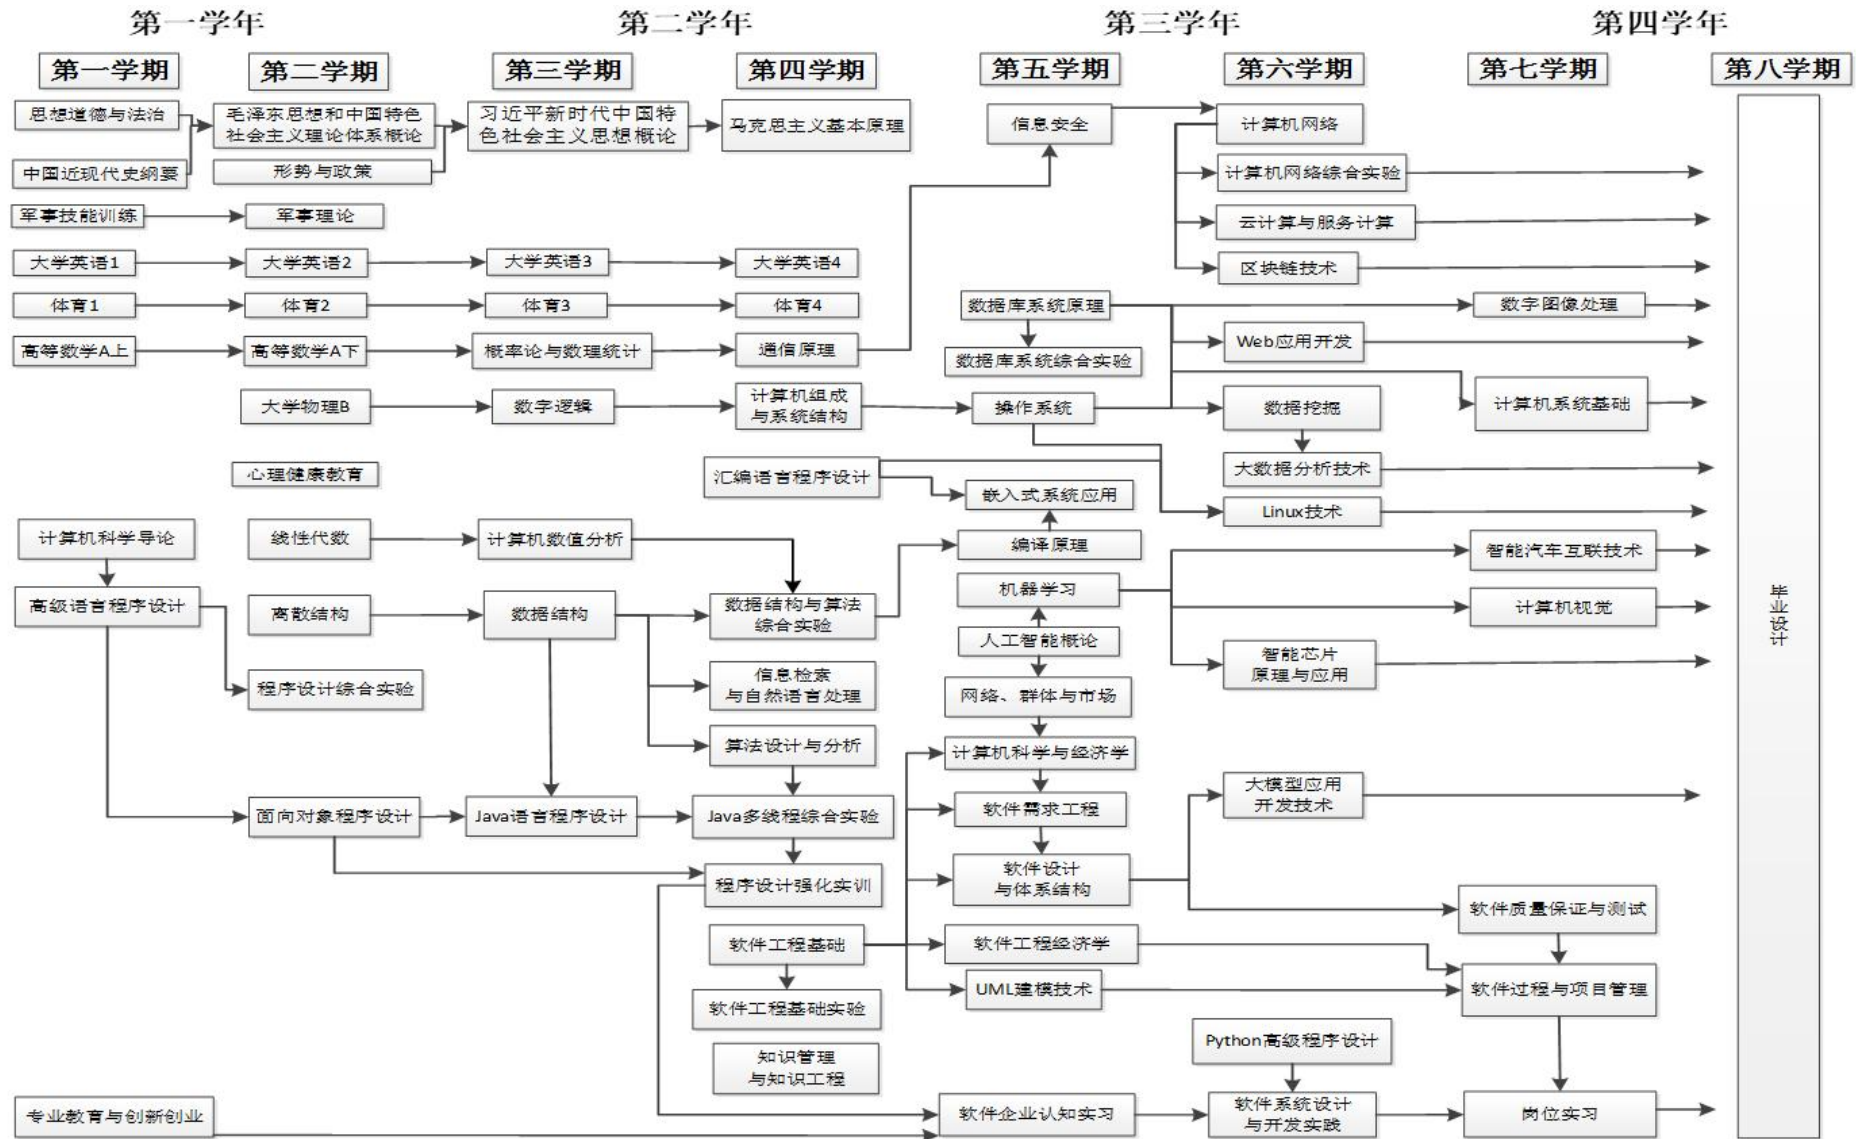 第一学年
第二学年
第三学年
第四学年
第一学期
第二学期
第三学期
第四学期
第五学期
第六学期
第七学期
第八学期
思想道德与法治
中国近现代史纲要
军事技能训练
大学英语1
体育1
高等数学A上
计算机科学导论
高级语言程序设计
专业教育与创新创业
毛泽东思想和中国特色
社会主义理论体系概论
形势与政策
军事理论
大学英语2
体育2
高等数学A下
大学物理B
心理健康教育
线性代数
离散结构
程序设计综合实验
面向对象程序设计
习近平新时代中国特
色社会主义思想概论
大学英语3
体育3
概率论与数理统计
数字逻辑
计算机数值分析
数据结构
Java语言程序设计
马克思主义基本原理
大学英语4
体育4
通信原理
计算机组成
与系统结构
汇编语言程序设计
数据结构与算法
综合实验
信息检索
与自然语言处理
算法设计与分析
Java多线程综合实验
程序设计强化实训
软件工程基础
软件工程基础实验
知识管理
与知识工程
信息安全
数据库系统原理
数据库系统综合实验
操作系统
嵌入式系统应用
编译原理
机器学习
人工智能概论
网络、群体与市场
计算机科学与经济学
软件需求工程
软件设计
与体系结构
软件工程经济学
UML建模技术
软件企业认知实习
计算机网络
计算机网络综合实验
云计算与服务计算
区块链技术
Web应用开发
数据挖掘
大数据分析技术
Linux技术
智能芯片
原理与应用
大模型应用
开发技术
Python高级程序设计
软件系统设计
与开发实践
数字图像处理
计算机系统基础
智能汽车互联技术
计算机视觉
软件质量保证与测试
软件过程与项目管理
岗位实习
毕业设计